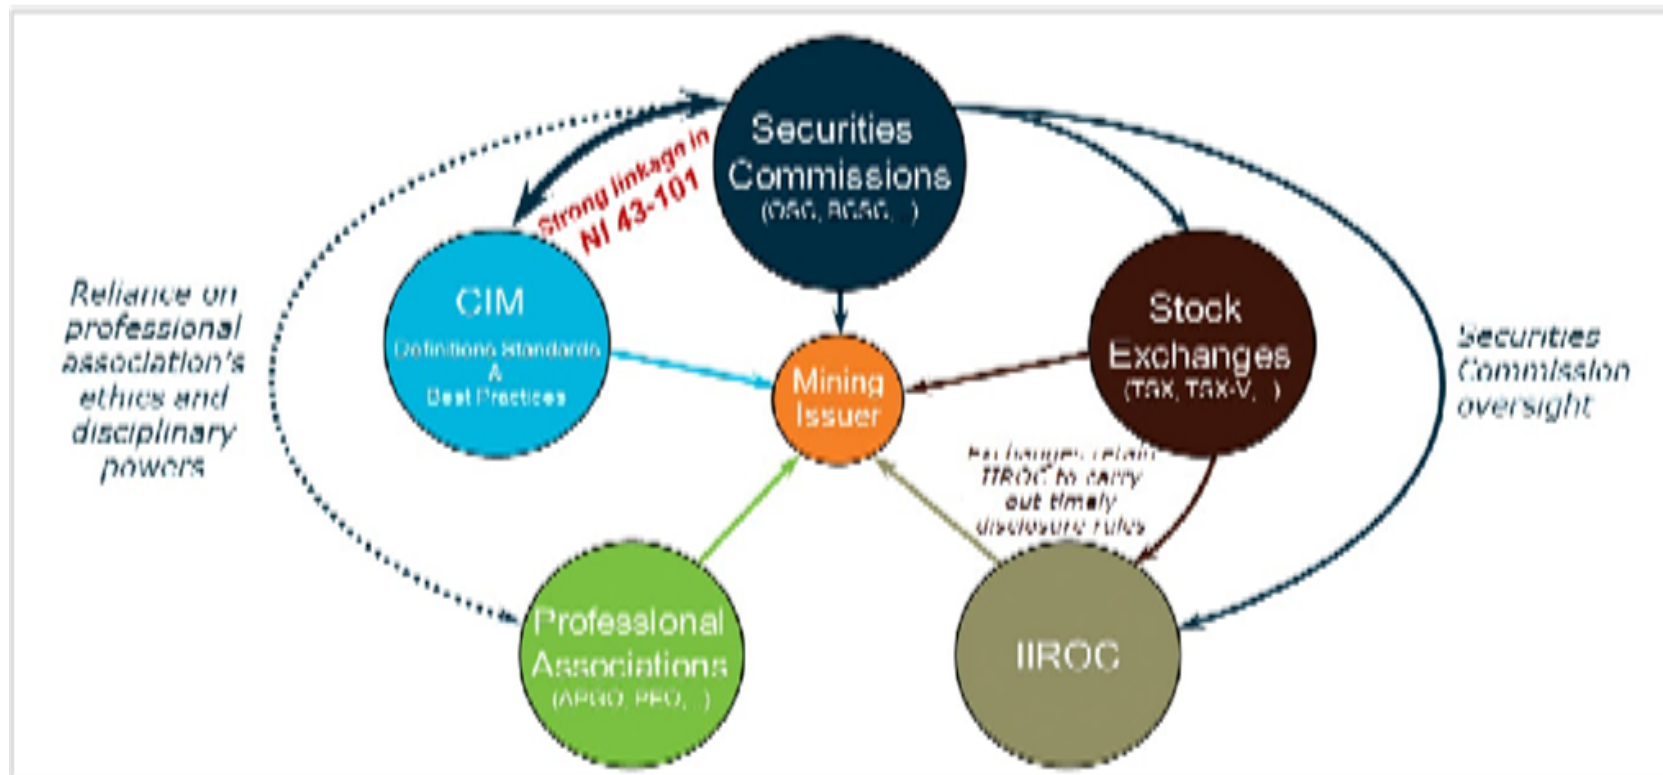 Securities
Commissions
(OSC, BCSC, ...)
Strong linkage in
NI 43-101
CIM
Definitions Standards
&
Best Practices
Mining
Issuer
Stock
Exchanges
(TSX, TSX-V, ...)
Reliance on
professional
association's
ethics and
disciplinary
powers
Securities
Commission
oversight
Exchanges retain
IIROC to carry
out timely
disclosure rules
Professional
Associations
(APGO, PEO, ...)
IIROC